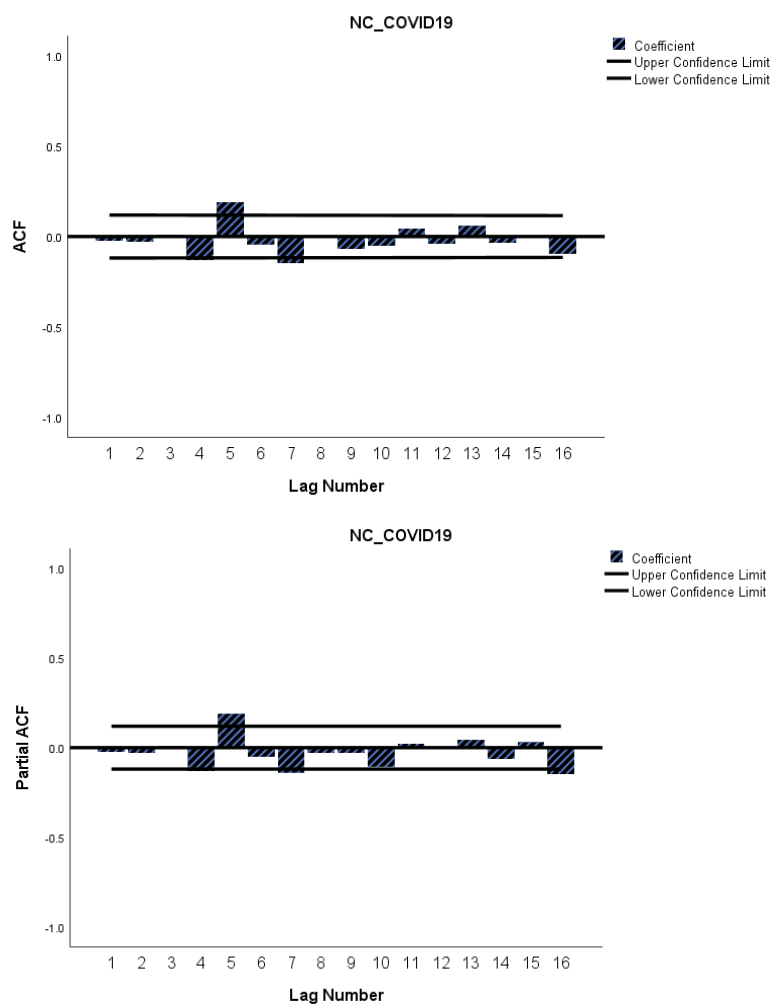 NC_COVID19
Coefficient
Upper Confidence Limit
Lower Confidence Limit
1.0
0.5
0.0
-0.5
-1.0
ACF
1 2 3 4 5 6 7 8 9 10 11 12 13 14 15 16
Lag Number
NC_COVID19
Coefficient
Upper Confidence Limit
Lower Confidence Limit
1.0
0.5
0.0
-0.5
-1.0
Partial ACF
1 2 3 4 5 6 7 8 9 10 11 12 13 14 15 16
Lag Number